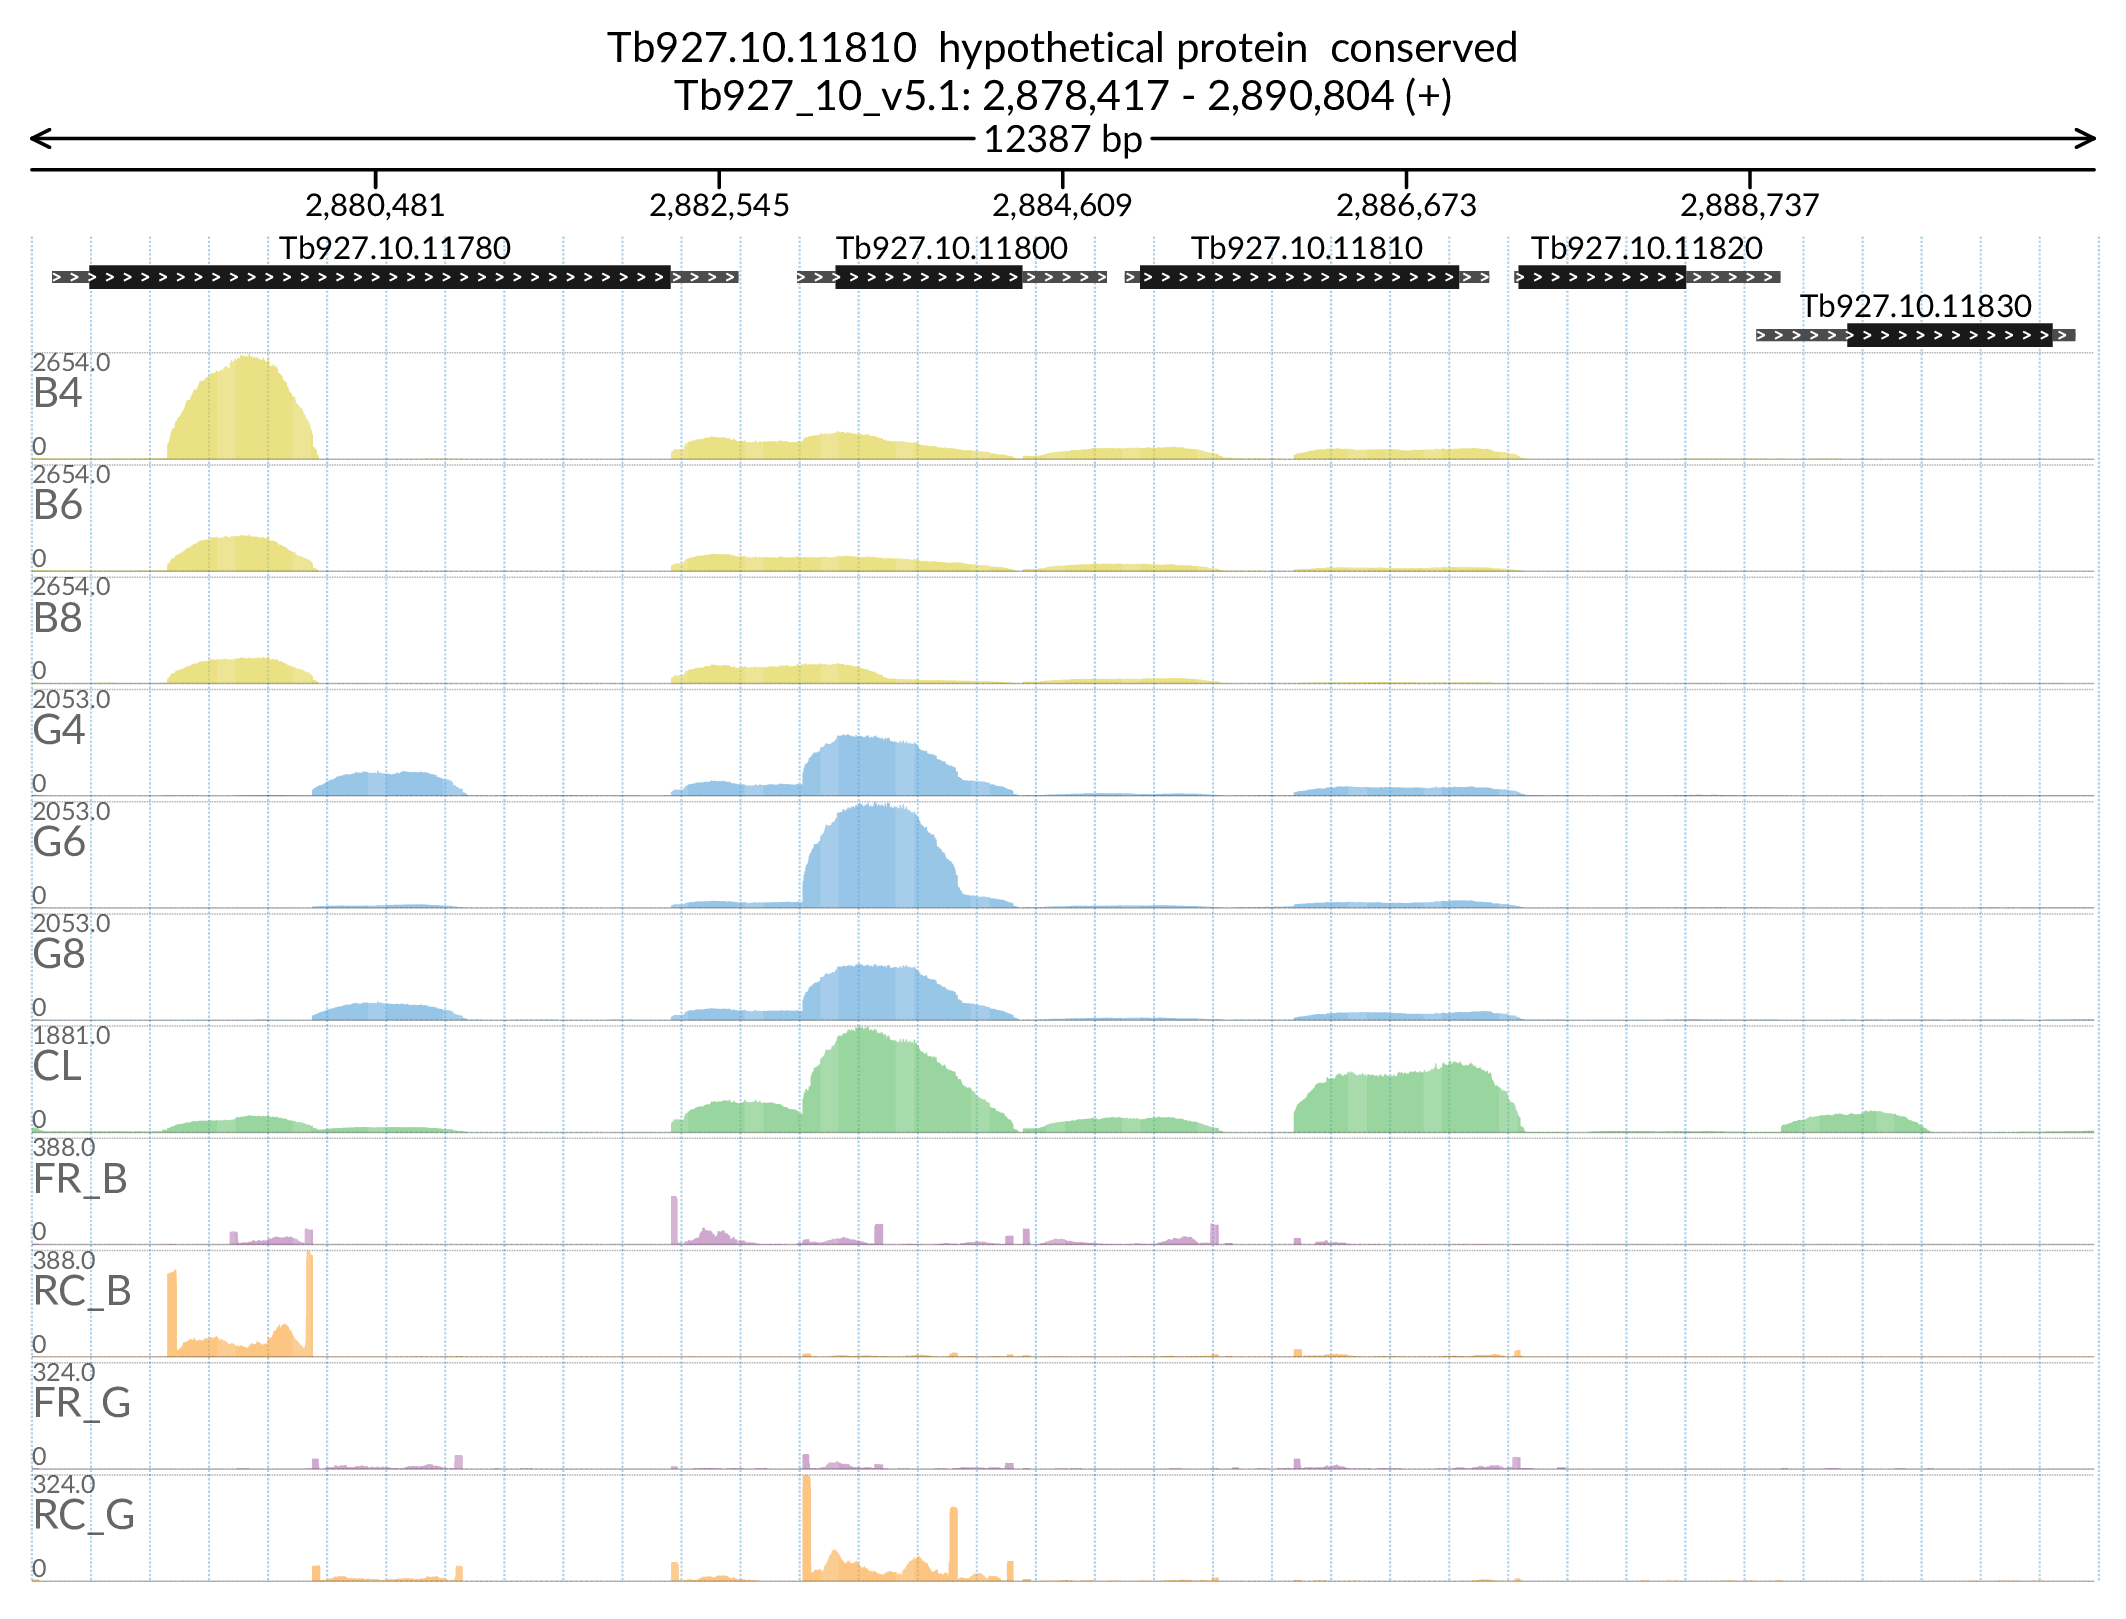 Tb927.10.11810  hypothetical protein  conserved
Tb927_10_v5.1: 2,878,417 - 2,890,804 (+)
12387 bp
2,880,481 2,882,545 2,884,609 2,886,673 2,888,737
Tb927.10.11780 Tb927.10.11800 Tb927.10.11810 Tb927.10.11820
Tb927.10.11830
2654.0
B4
0
2654.0
B6
0
2654.0
B8
0
2053.0
G4
0
2053.0
G6
0
2053.0
G8
0
1881.0
CL
0
388.0
FR_B
0
388.0
RC_B
0
324.0
FR_G
0
324.0
RC_G
0